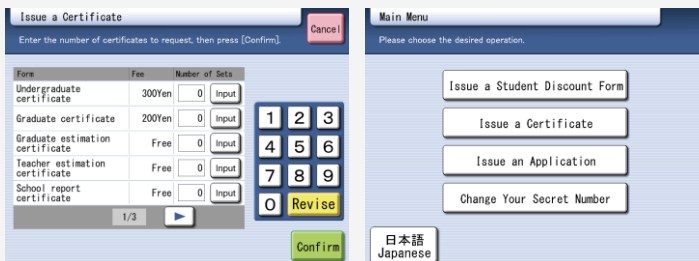 Issue a Certificate
Enter the number of certificates to request, then press [Confirm].
Cancel
Form Fee Number of Sets
Undergraduate certificate 300Yen 0 Input
Graduate certificate 200Yen 0 Input
Graduate estimation certificate Free 0 Input
Teacher estimation certificate Free 0 Input
School report certificate Free 0 Input
1/3
1 2 3
4 5 6
7 8 9
0 Revise
Confirm
Main Menu
Please choose the desired operation.
Issue a Student Discount Form
Issue a Certificate
Issue an Application
Change Your Secret Number
日本語
Japanese